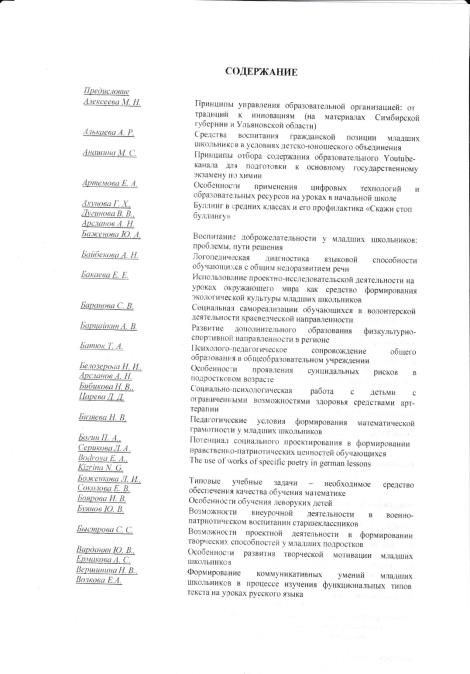 СОДЕРЖАНИЕ
Предисловие
Алексеева М. Н. Принципы управления образовательной организацией: от
традиций к инновациям (на материалах Симбирской
губернии и Ульяновской области)
Алькаева А. Р. Средства воспитания гражданской позиции младших
школьников в условиях детско-юношеского объединения
Анашина М. С. Принципы отбора содержания образовательного Youtube-
канала для подготовки к основному государственному
экзамену по химии
Артемова Е. А. Особенности применения цифровых технологий и
образовательных ресурсов на уроках в начальной школе
Ахунова Г. Х., Буллинг в средних классах и его профилактика «Скажи стоп
Дугинова В. В., буллингу»
Арсланов А. Н.
Баженова Ю. А. Воспитание доброжелательности у младших школьников:
проблемы, пути решения
Байбекова А. Н. Логопедическая диагностика языковой способности
обучающихся с общим недоразвитием речи
Бакаева Е. Е. Использование проектно-исследовательской деятельности на
уроках окружающего мира как средство формирования
экологической культуры младших школьников
Баранова С. В. Социальная самореализация обучающихся в волонтерской
деятельности краеведческой направленности
Барцайкин А. В. Развитие дополнительного образования физкультурно-
спортивной направленности в регионе
Батюк Т. А. Психолого-педагогическое сопровождение общего
образования в общеобразовательном учреждении
Белозерова Н. И., Особенности проявления суицидальных рисков в
Арсланов А. Н. подростковом возрасте
Бибикова Н. В., Социально-психологическая работа с детьми с
Царева Л. Д. ограниченными возможностями здоровья средствами арт-
терапии
Бигяева Н. В. Педагогические условия формирования математической
грамотности у младших школьников
Богин П. А., Потенциал социального проектирования в формировании
Серикова Л. А. нравственно-патриотических ценностей обучающихся
Bodrova E. A., The use of works of specific poetry in german lessons
Kizrina N. G.
Боженкова Л. И., Типовые учебные задачи – необходимое средство
Соколова Е. В. обеспечения качества обучения математике
Боярова Н. В. Особенности обучения леворуких детей
Буянов Ю. В. Возможности внеурочной деятельности в военно-
патриотическом воспитании старшеклассников
Быстрова С. С. Возможности проектной деятельности в формировании
творческих способностей у младших подростков
Варданян Ю. В., Особенности развития творческой мотивации младших
Ермакова А. С. школьников
Вершинина Н. В., Формирование коммуникативных умений младших
Волкова Е.А. школьников в процессе изучения функциональных типов
текста на уроках русского языка